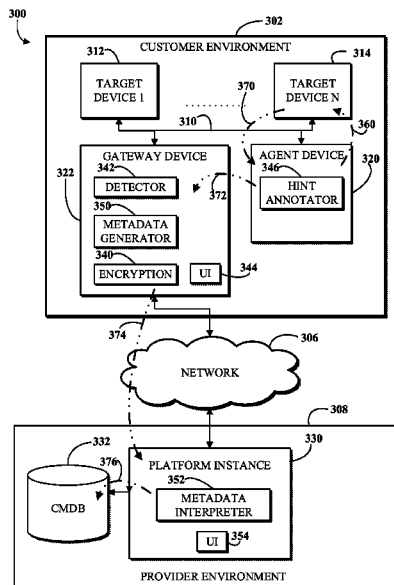 300
302
CUSTOMER ENVIRONMENT
312
314
TARGET
DEVICE 1
TARGET
DEVICE N
370
310
360
GATEWAY DEVICE
AGENT DEVICE
322
342
DETECTOR
346
320
HINT
ANNOTATOR
372
350
METADATA
GENERATOR
340
ENCRYPTION
UI
344
374
306
NETWORK
308
332
376
330
PLATFORM INSTANCE
352
METADATA
INTERPRETER
CMDB
UI
354
PROVIDER ENVIRONMENT